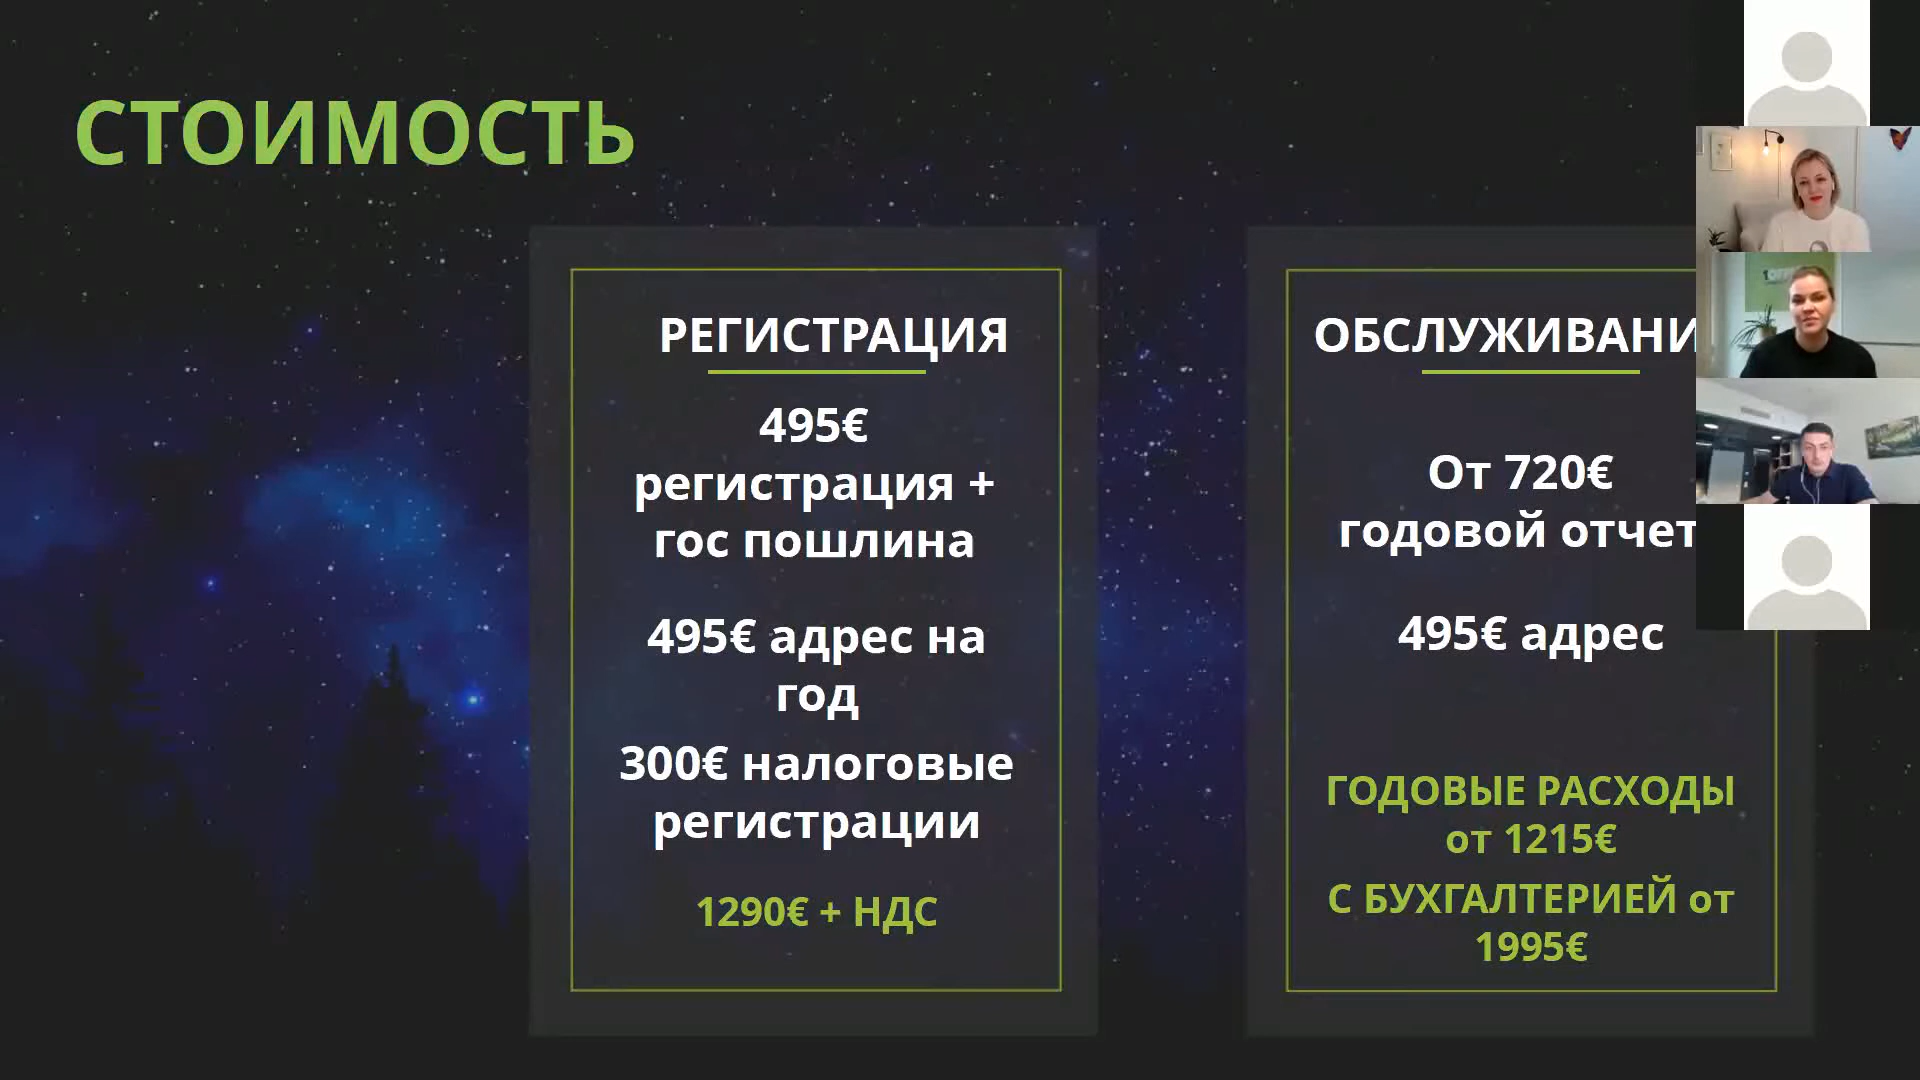 СТОИМОСТЬ
РЕГИСТРАЦИЯ
495€
регистрация +
гос пошлина
495€ адрес на
год
300€ налоговые
регистрации
1290€ + НДС
ОБСЛУЖИВАНИ
От 720€
годовой отчет
495€ адрес
ГОДОВЫЕ РАСХОДЫ
от 1215€
С БУХГАЛТЕРИЕЙ от
1995€